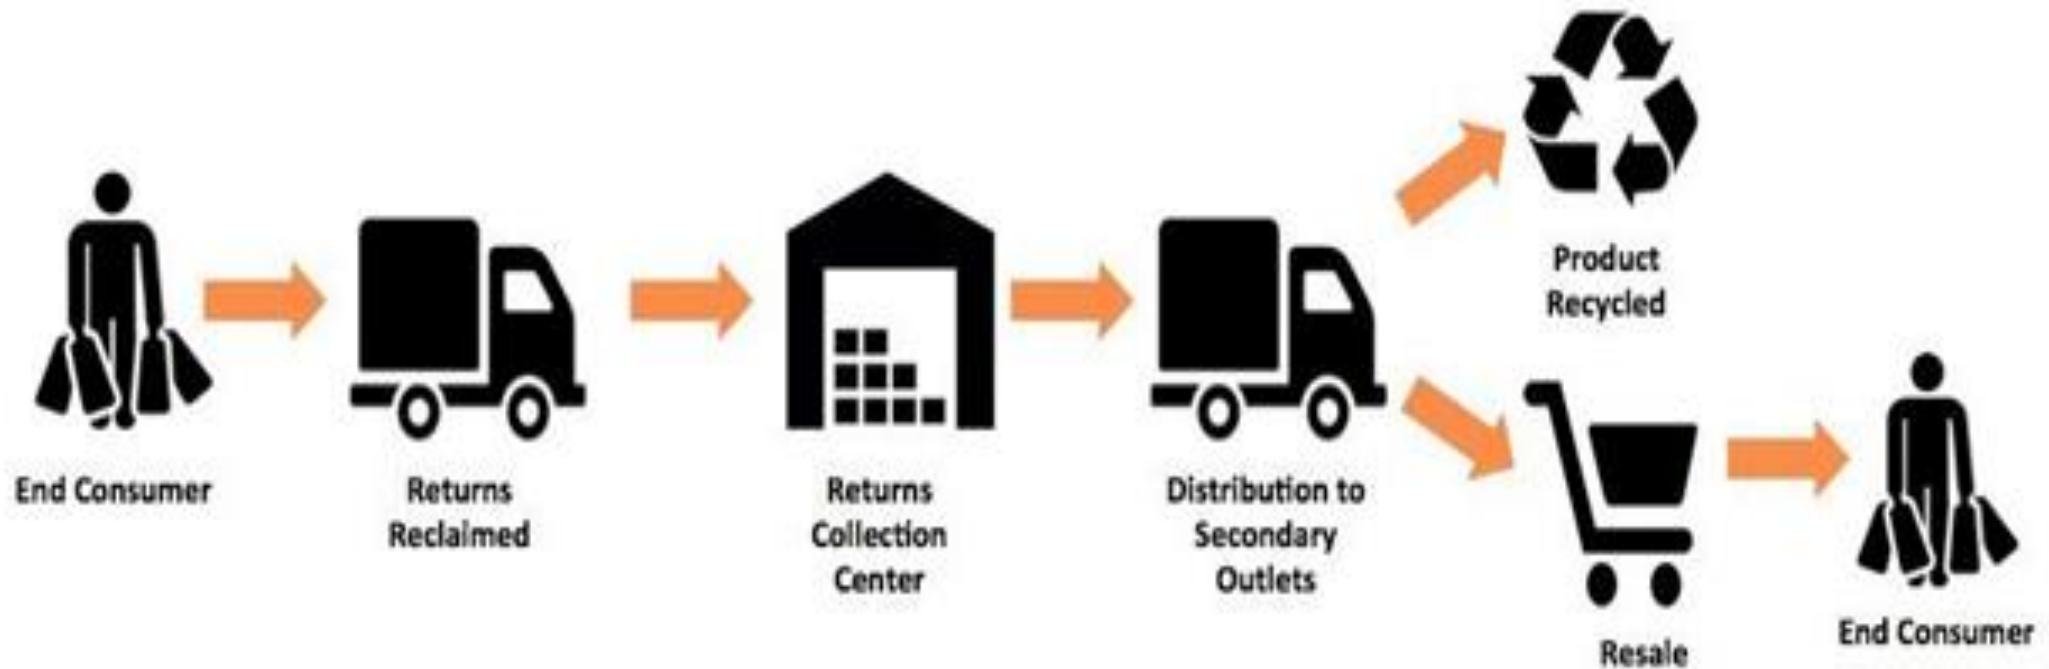 End Consumer
Returns
Reclaimed
Returns
Collection
Center
Distribution to
Secondary
Outlets
Product
Recycled
Resale
End Consumer